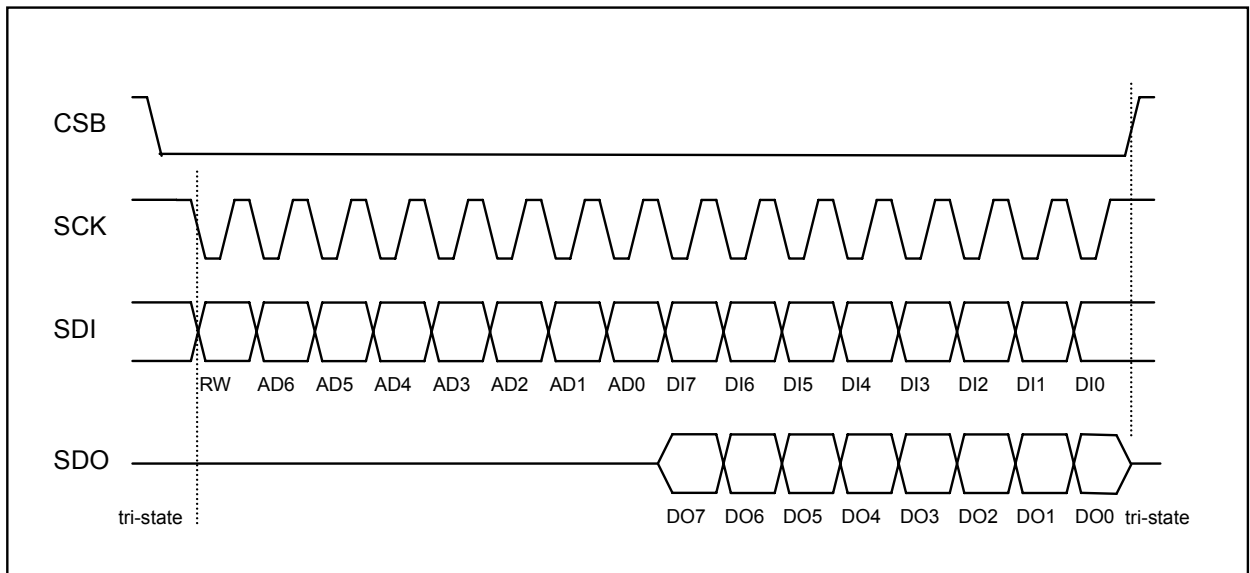 CSB
SCK
SDI
RW AD6 AD5 AD4 AD3 AD2 AD1 AD0 DI7 DI6 DI5 DI4 DI3 DI2 DI1 DI0
SDO
tri-state DO7 DO6 DO5 DO4 DO3 DO2 DO1 DO0 tri-state